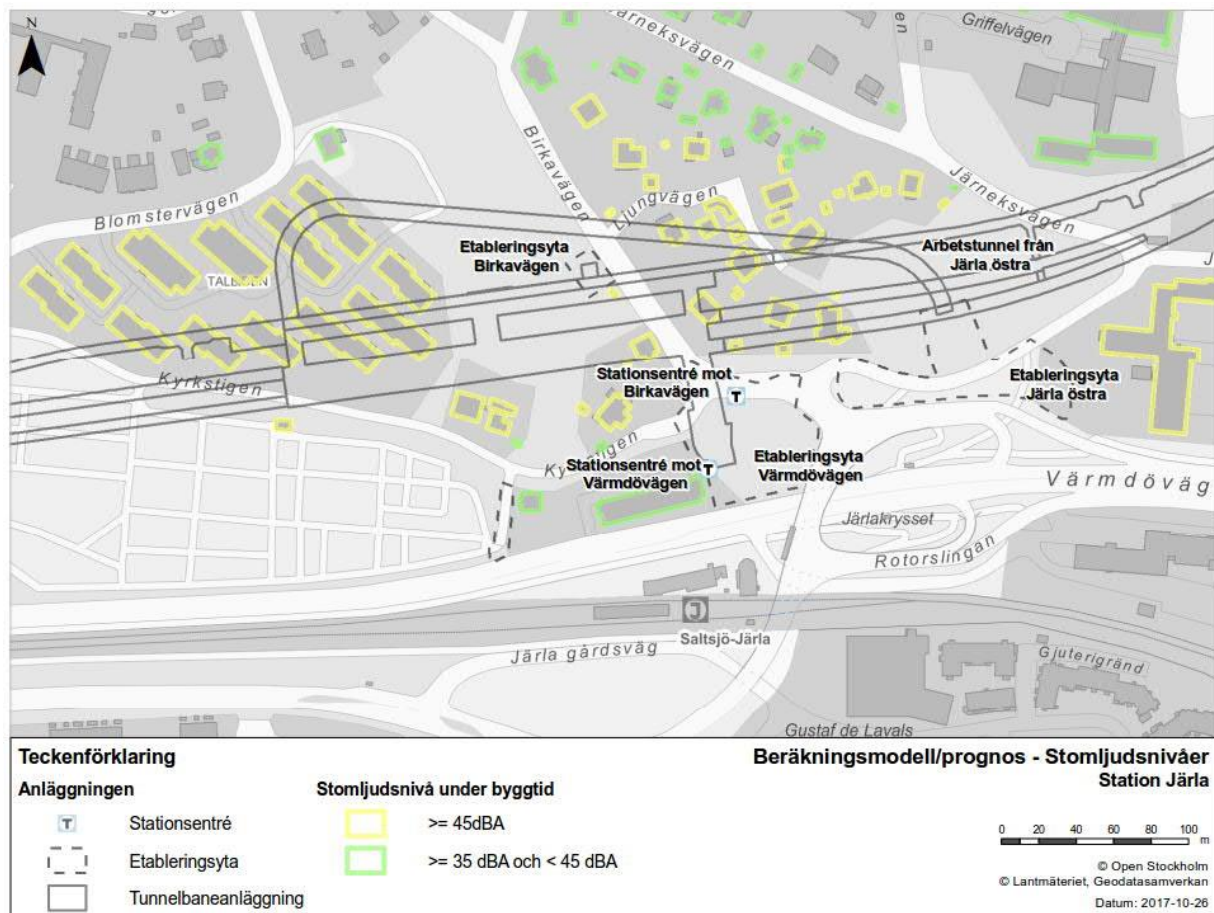 N
Griffelvägen
Järneksvägen
Birkavägen
Ljungvägen
Järneksvägen
Blomstervägen
Etableringsyta
Birkavägen
Arbetstunnel från
Järla östra
J
Kyrkstigen
Stationsentré mot
Birkavägen
T
Etableringsyta
Järla östra
Etableringsyta
Värmdövägen
Stationsentré mot
Värmdövägen
T
Värmdöväg
Järlakrysset
Rotorslingan
J
Saltsjö-Järla
Järla gårdsväg
Gjuterigränd
Gustaf de Lavals
Teckenförklaring
Anläggningen
T Stationsentré
Etableringsyta
Tunnelbaneanläggning
Stomljudsnivå under byggtid
>= 45dBA
>= 35 dBA och < 45 dBA
Beräkningsmodell/prognos - Stomljudsnivåer
Station Järla
0 20 40 60 80 100
m
© Open Stockholm
© Lantmäteriet, Geodatasamverkan
Datum: 2017-10-26